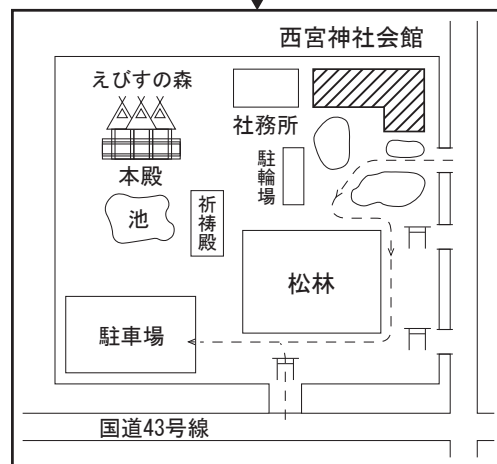 西宮神社会館
えびすの森
社務所
本殿
駐輪場
池
祈祷殿
松林
駐車場
国道43号線